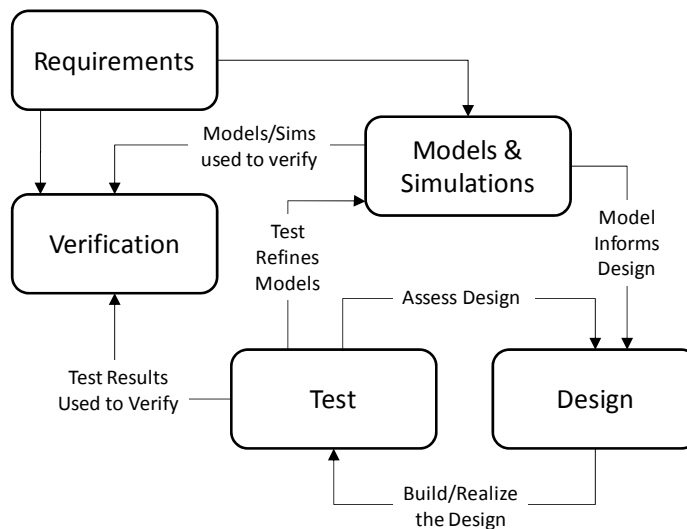 Requirements
Models/Sims
used to verify
Models &
Simulations
Verification
Test
Refines
Models
Model
Informs
Design
Assess Design
Test Results
Used to Verify
Test
Design
Build/Realize
the Design